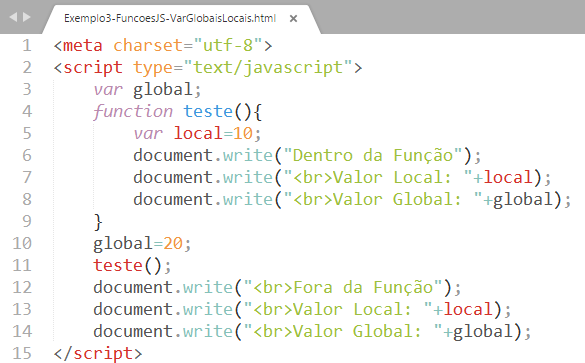 Exemplo3-FuncoesJS-VarGlobaisLocais.html ×
1 <meta charset="utf-8">
2 <script type="text/javascript">
3     var global;
4     function teste(){
5         var local=10;
6         document.write("Dentro da Função");
7         document.write("<br>Valor Local: "+local);
8         document.write("<br>Valor Global: "+global);
9     }
10     global=20;
11     teste();
12     document.write("<br>Fora da Função");
13     document.write("<br>Valor Local: "+local);
14     document.write("<br>Valor Global: "+global);
15 </script>